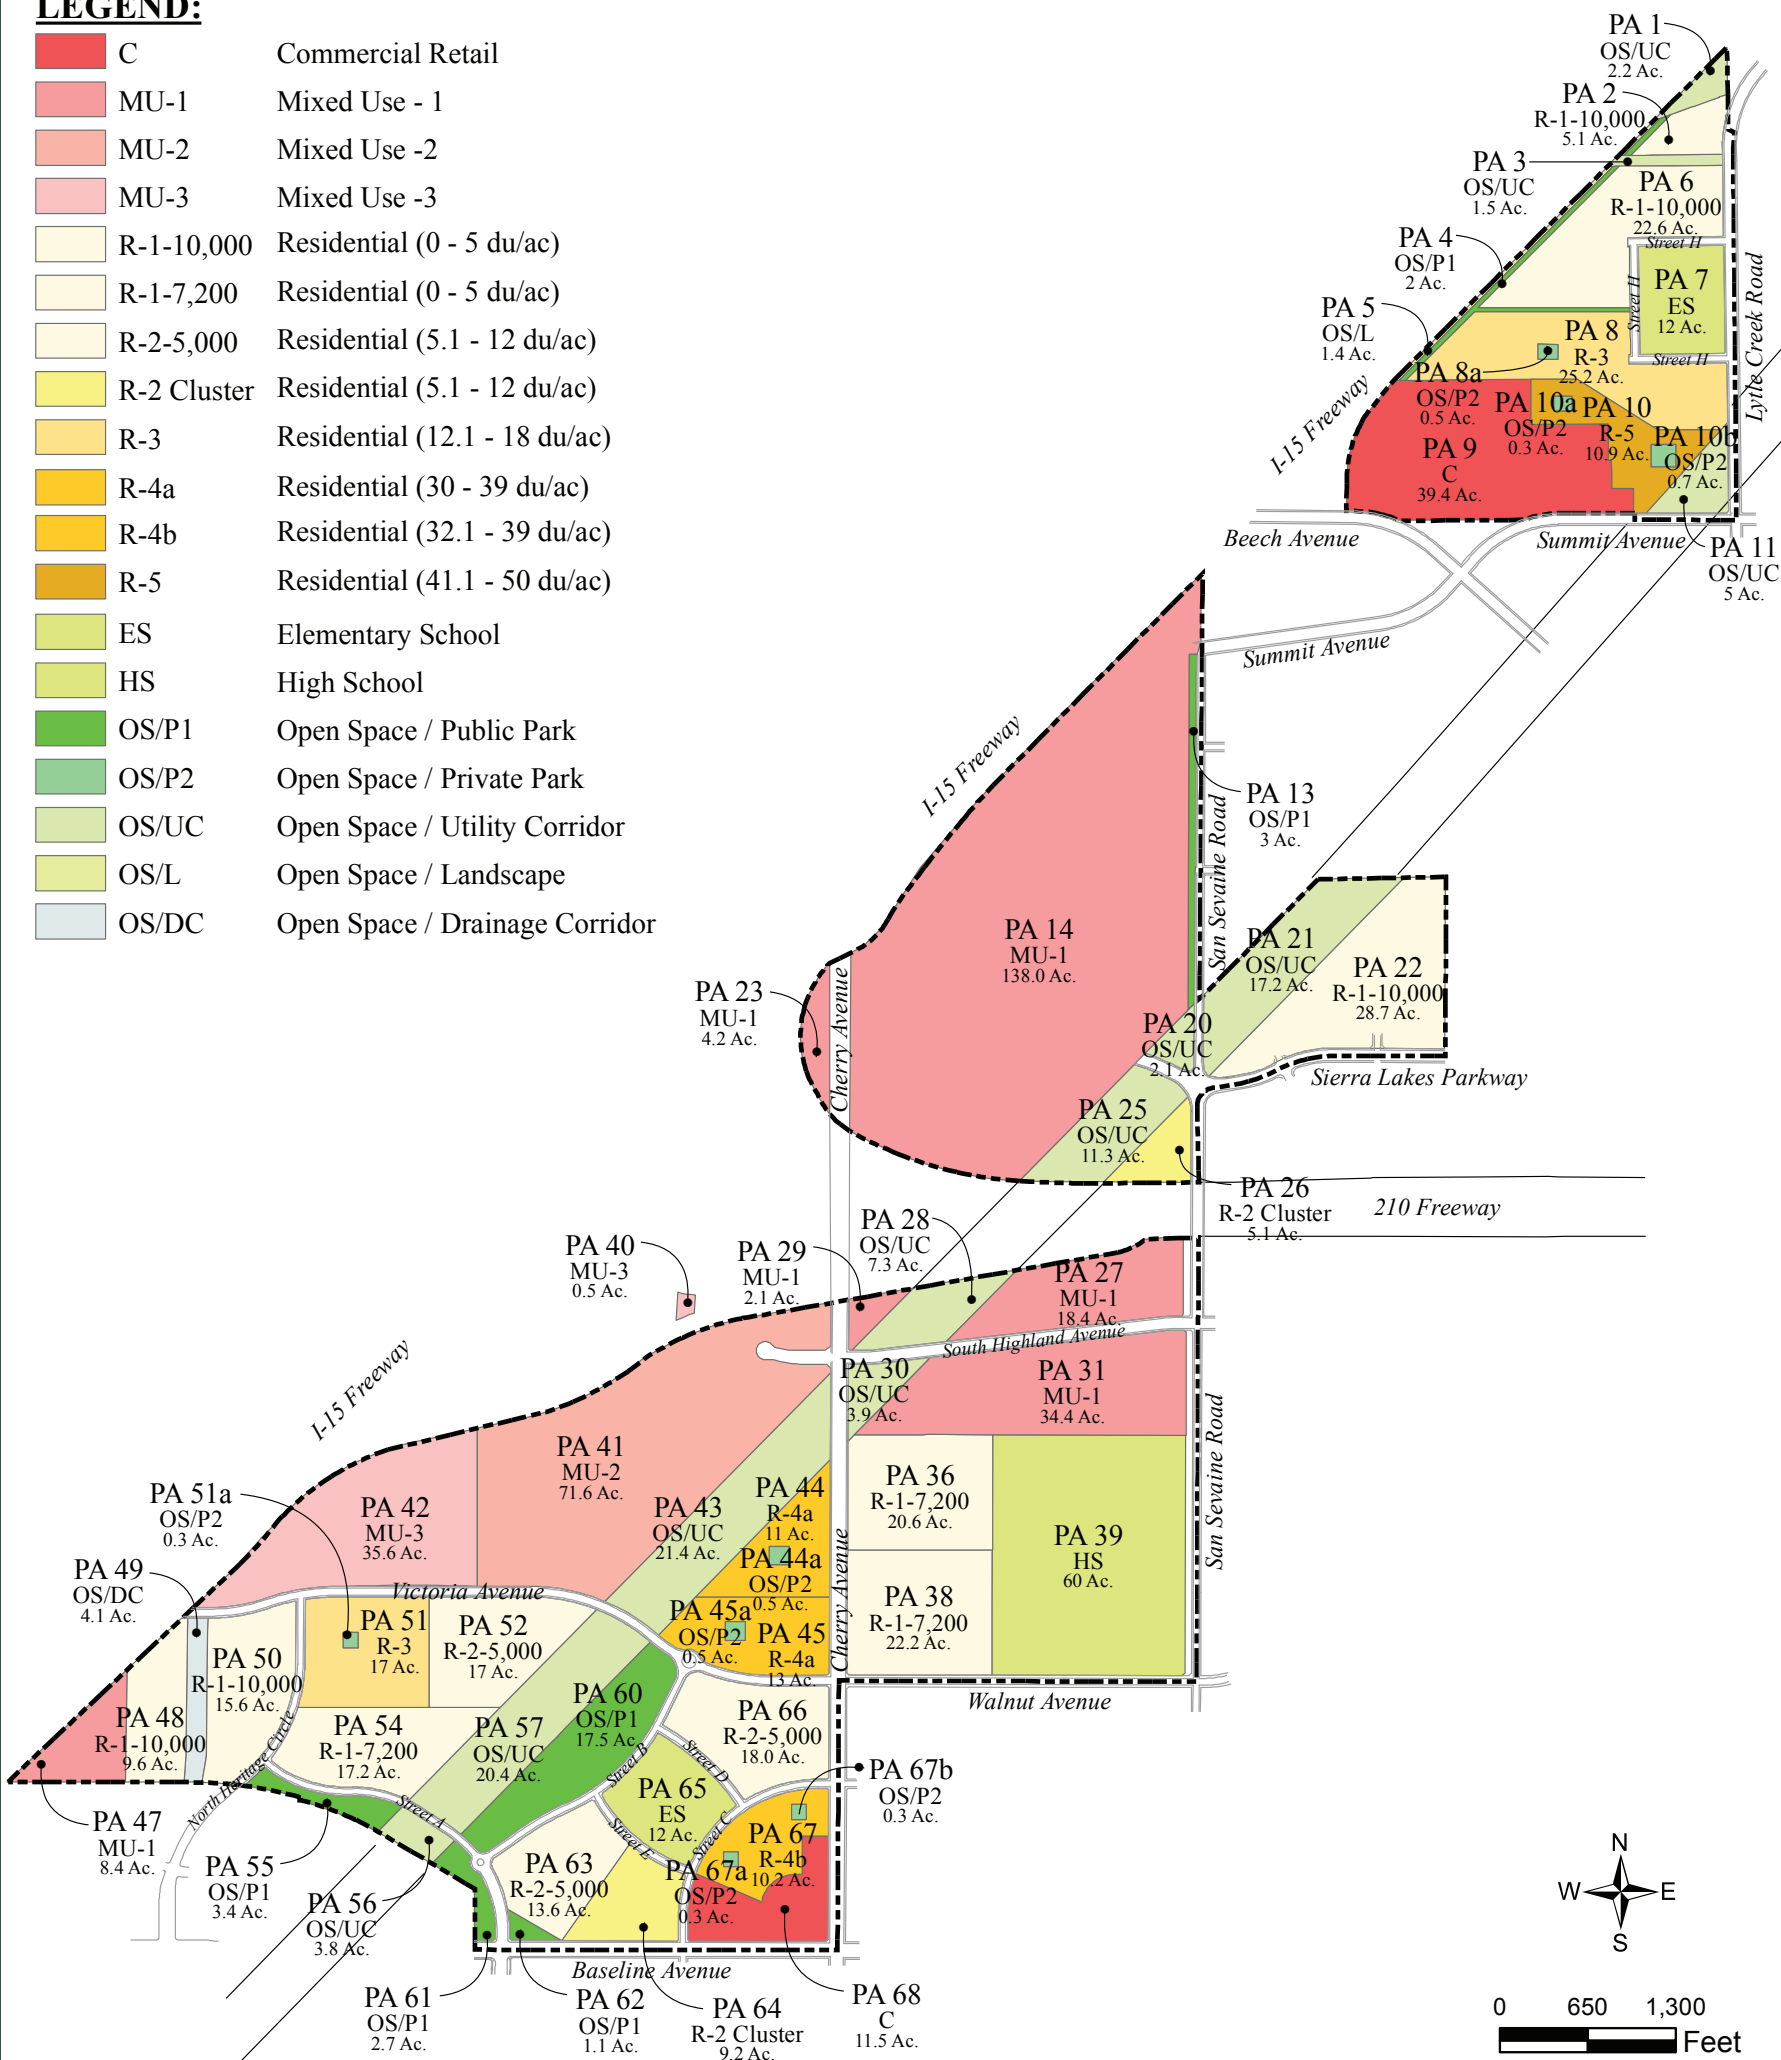 LEGEND:
C Commercial Retail
MU-1 Mixed Use - 1
MU-2 Mixed Use -2
MU-3 Mixed Use -3
R-1-10,000 Residential (0 - 5 du/ac)
R-1-7,200 Residential (0 - 5 du/ac)
R-2-5,000 Residential (5.1 - 12 du/ac)
R-2 Cluster Residential (5.1 - 12 du/ac)
R-3 Residential (12.1 - 18 du/ac)
R-4a Residential (30 - 39 du/ac)
R-4b Residential (32.1 - 39 du/ac)
R-5 Residential (41.1 - 50 du/ac)
ES Elementary School
HS High School
OS/P1 Open Space / Public Park
OS/P2 Open Space / Private Park
OS/UC Open Space / Utility Corridor
OS/L Open Space / Landscape
OS/DC Open Space / Drainage Corridor
PA 1
OS/UC
2.2 Ac.
PA 2
R-1-10,000
5.1 Ac.
PA 3
OS/UC
1.5 Ac.
PA 6
R-1-10,000
22.6 Ac.
PA 4
OS/P1
2 Ac.
Street H
Street H
Street H
PA 7
ES
12 Ac.
Lytle Creek Road
PA 5
OS/L
1.4 Ac.
PA 8
R-3
25.2 Ac.
PA 8a
OS/P2
0.5 Ac.
PA 10a
OS/P2
0.3 Ac.
PA 10
R-5
10.9 Ac.
PA 10b
OS/P2
0.7 Ac.
PA 9
C
39.4 Ac.
I-15 Freeway
Beech Avenue
Summit Avenue
PA 11
OS/UC
5 Ac.
Summit Avenue
I-15 Freeway
PA 13
OS/P1
3 Ac.
San Sevaine Road
PA 14
MU-1
138.0 Ac.
PA 21
OS/UC
17.2 Ac.
PA 22
R-1-10,000
28.7 Ac.
PA 23
MU-1
4.2 Ac.
Cherry Avenue
PA 20
OS/UC
2.1 Ac.
Sierra Lakes Parkway
PA 25
OS/UC
11.3 Ac.
PA 26
R-2 Cluster
5.1 Ac.
210 Freeway
PA 28
OS/UC
7.3 Ac.
PA 40
MU-3
0.5 Ac.
PA 29
MU-1
2.1 Ac.
PA 27
MU-1
18.4 Ac.
South Highland Avenue
I-15 Freeway
PA 30
OS/UC
3.9 Ac.
PA 31
MU-1
34.4 Ac.
San Sevaine Road
PA 41
MU-2
71.6 Ac.
PA 36
R-1-7,200
20.6 Ac.
PA 51a
OS/P2
0.3 Ac.
PA 42
MU-3
35.6 Ac.
PA 43
OS/UC
21.4 Ac.
PA 44
R-4a
11 Ac.
PA 39
HS
60 Ac.
PA 44a
OS/P2
0.5 Ac.
Cherry Avenue
PA 49
OS/DC
4.1 Ac.
Victoria Avenue
PA 38
R-1-7,200
22.2 Ac.
PA 45a
OS/P2
0.5 Ac.
PA 45
R-4a
13 Ac.
PA 51
R-3
17 Ac.
PA 52
R-2-5,000
17 Ac.
PA 50
R-1-10,000
15.6 Ac.
Walnut Avenue
PA 60
OS/P1
17.5 Ac.
PA 66
R-2-5,000
18.0 Ac.
PA 48
R-1-10,000
9.6 Ac.
PA 54
R-1-7,200
17.2 Ac.
PA 57
OS/UC
20.4 Ac.
Street B
Street D
North Heritage Circle
PA 65
ES
12 Ac.
PA 67b
OS/P2
0.3 Ac.
Street A
Street C
Street E
PA 47
MU-1
8.4 Ac.
PA 67
R-4b
10.2 Ac.
PA 55
OS/P1
3.4 Ac.
PA 63
R-2-5,000
13.6 Ac.
PA 67a
OS/P2
0.3 Ac.
PA 56
OS/UC
3.8 Ac.
Baseline Avenue
PA 61
OS/P1
2.7 Ac.
PA 62
OS/P1
1.1 Ac.
PA 64
R-2 Cluster
9.2 Ac.
PA 68
C
11.5 Ac.
N
W E
S
0 650 1,300
Feet